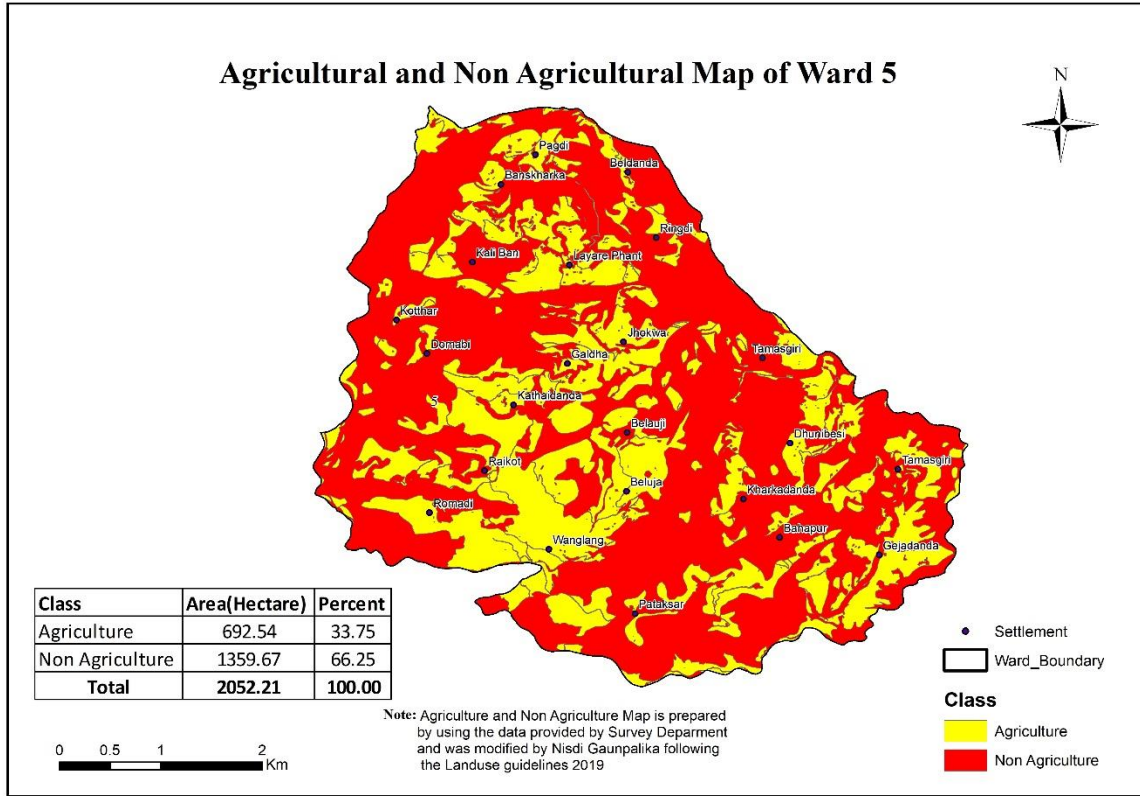 Agricultural and Non Agricultural Map of Ward 5
N
Pagdi
Beldanda
Banskharka
Ringdi
Kali Ban
Layare Phant
Kotthar
Jhokwa
Domabi
Galdha
Tamasgiri
5
Kathaidanda
Belauji
Dhunibesi
Raikot
Tamasgiri
Beluja
Kharkadanda
Romadi
Bahapur
Wanglang
Gejadanda
Pataksar
Class Area(Hectare) Percent
Agriculture 692.54 33.75
Non Agriculture 1359.67 66.25
Total 2052.21 100.00
Settlement
Ward_Boundary
Class
Agriculture
Non Agriculture
Note: Agriculture and Non Agriculture Map is prepared
by using the data provided by Survey Deparment
and was modified by Nisdi Gaunpalika following
the Landuse guidelines 2019
0 0.5 1 2
Km